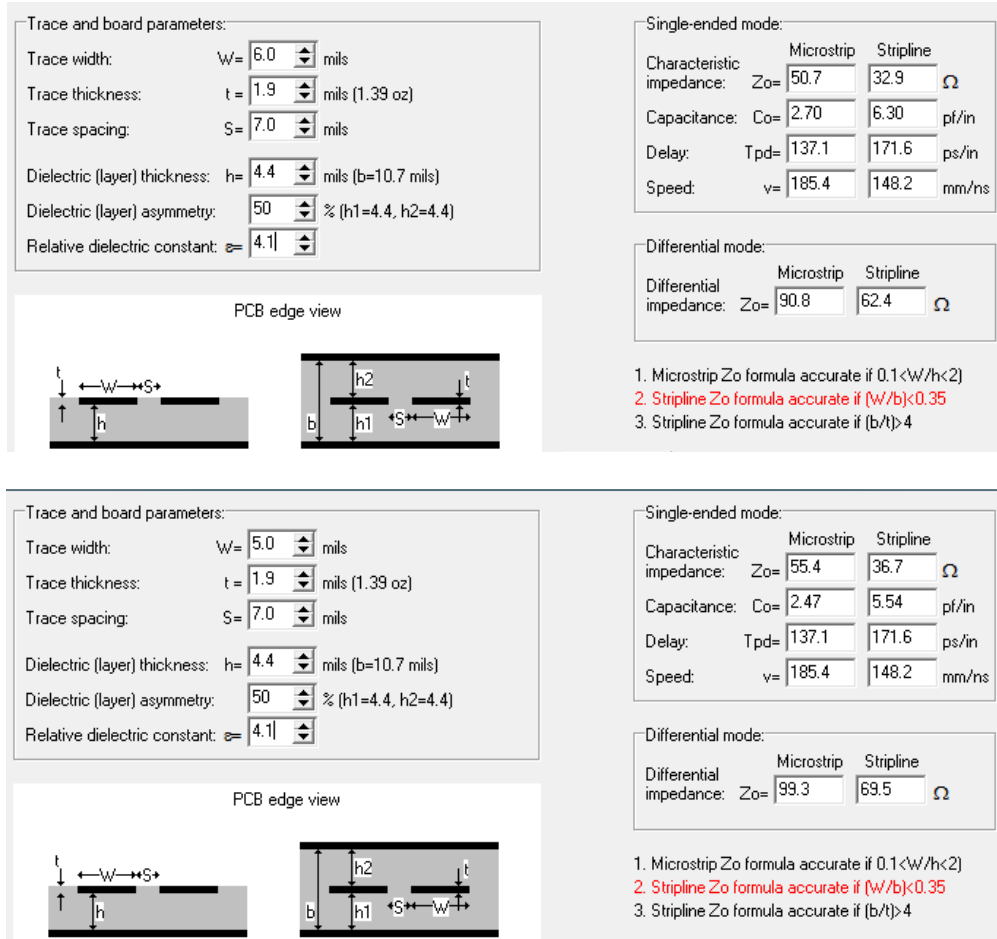 Trace and board parameters:
Trace width: W= 6.0 mils
Trace thickness: t = 1.9 mils (1.39 oz)
Trace spacing: S= 7.0 mils
Dielectric (layer) thickness: h= 4.4 mils (b=10.7 mils)
Dielectric (layer) asymmetry: 50 % (h1=4.4, h2=4.4)
Relative dielectric constant: ε= 4.1
PCB edge view
t W S h
b h2 h1 S W t
Single-ended mode:
Microstrip Stripline
Characteristic
impedance: Zo= 50.7 32.9 Ω
Capacitance: Co= 2.70 6.30 pf/in
Delay: Tpd= 137.1 171.6 ps/in
Speed: v= 185.4 148.2 mm/ns
Differential mode:
Microstrip Stripline
Differential
impedance: Zo= 90.8 62.4 Ω
1. Microstrip Zo formula accurate if 0.1<W/h<2)
2. Stripline Zo formula accurate if (W/b)<0.35
3. Stripline Zo formula accurate if (b/t)>4
Trace and board parameters:
Trace width: W= 5.0 mils
Trace thickness: t = 1.9 mils (1.39 oz)
Trace spacing: S= 7.0 mils
Dielectric (layer) thickness: h= 4.4 mils (b=10.7 mils)
Dielectric (layer) asymmetry: 50 % (h1=4.4, h2=4.4)
Relative dielectric constant: ε= 4.1
PCB edge view
t W S h
b h2 h1 S W t
Single-ended mode:
Microstrip Stripline
Characteristic
impedance: Zo= 55.4 36.7 Ω
Capacitance: Co= 2.47 5.54 pf/in
Delay: Tpd= 137.1 171.6 ps/in
Speed: v= 185.4 148.2 mm/ns
Differential mode:
Microstrip Stripline
Differential
impedance: Zo= 99.3 69.5 Ω
1. Microstrip Zo formula accurate if 0.1<W/h<2)
2. Stripline Zo formula accurate if (W/b)<0.35
3. Stripline Zo formula accurate if (b/t)>4